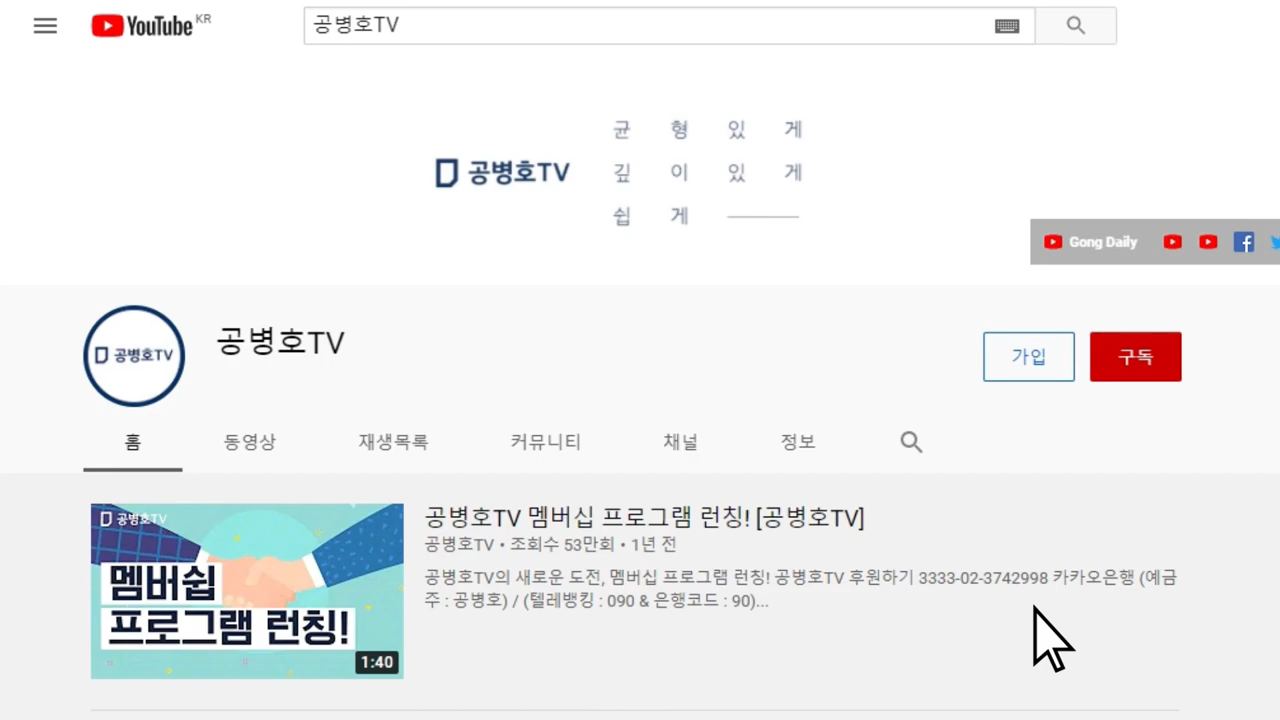 YouTube KR
공병호TV
균 형 있 게
공병호TV
깊 이 있 게
쉽 게
Gong Daily
공병호TV
공병호TV
가입
구독
홈
동영상
재생목록
커뮤니티
채널
정보
공병호TV
멤버쉽
프로그램 런칭!
1:40
공병호TV 멤버십 프로그램 런칭! [공병호TV]
공병호TV • 조회수 53만회 • 1년 전
공병호TV의 새로운 도전, 멤버십 프로그램 런칭! 공병호TV 후원하기 3333-02-3742998 카카오은행 (예금
주 : 공병호) / (텔레뱅킹 : 090 & 은행코드 : 90)...